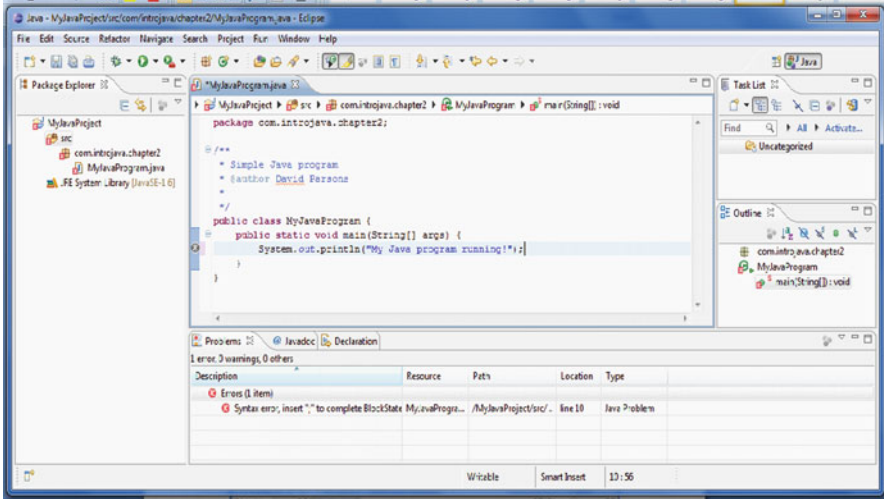 Java - MyJavaProject/src/com/introjava/chapter2/MyJavaProgram.java - Eclipse
File Edit Source Refactor Navigate Search Project Run Window Help
Java
Package Explorer
MyJavaProject
src
com.introjava.chapter2
MyJavaProgram.java
JRE System Library [JavaSE-1.6]
*MyJavaProgram.java
MyJavaProject src com.introjava.chapter2 MyJavaProgram main(String[]) : void
package com.introjava.chapter2;
/**
* Simple Java program
* @author David Parsons
*
*/
public class MyJavaProgram {
public static void main(String[] args) {
System.out.println("My Java program running!");
}
}
Task List
Find All Activate...
Uncategorized
Outline
com.introjava.chapter2
MyJavaProgram
main(String[]) : void
Problems Javadoc Declaration
1 error, 0 warnings, 0 others
Description Resource Path Location Type
Errors (1 item)
Syntax error, insert ";" to complete BlockState MyJavaProgra... /MyJavaProject/src/... line 10 Java Problem
Writable Smart Insert 10:56